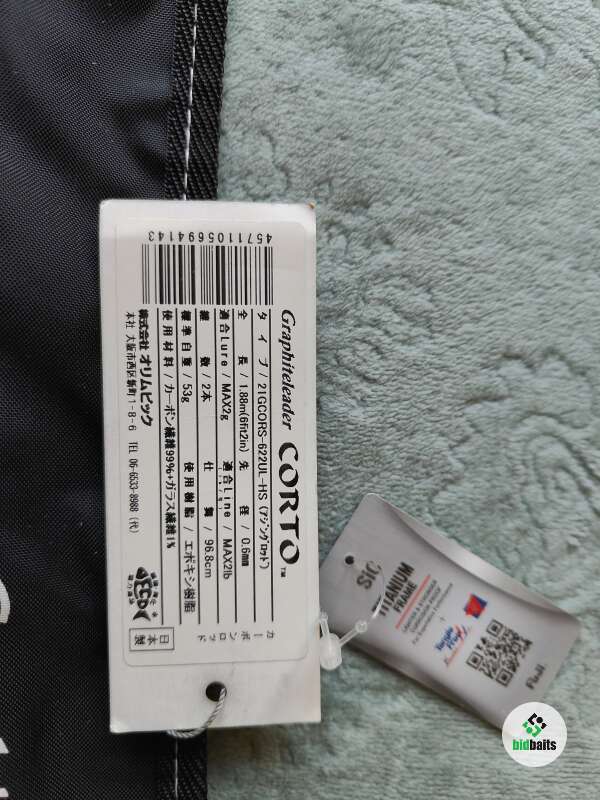 Graphiteleader CORTO™
タイプ/21GCORS-622UL-HS (アジングロッド)
全長/1.88m(6fit2in) 先径/0.6mm
適合Lure/MAX2g 適合Line/MAX2lb
継数/2本 仕舞/96.8cm
標準自重/53g 使用樹脂/エポキシ樹脂
使用材料/カーボン繊維99%+ガラス繊維1%
株式会社 オリムピック
本社 大阪市西区新町1-8-6 TEL 06-6533-8988 (代)
カーボンロッド
日本製
4571105694143
SiC
TITANIUM
FRAME
Fuji
bidbaits